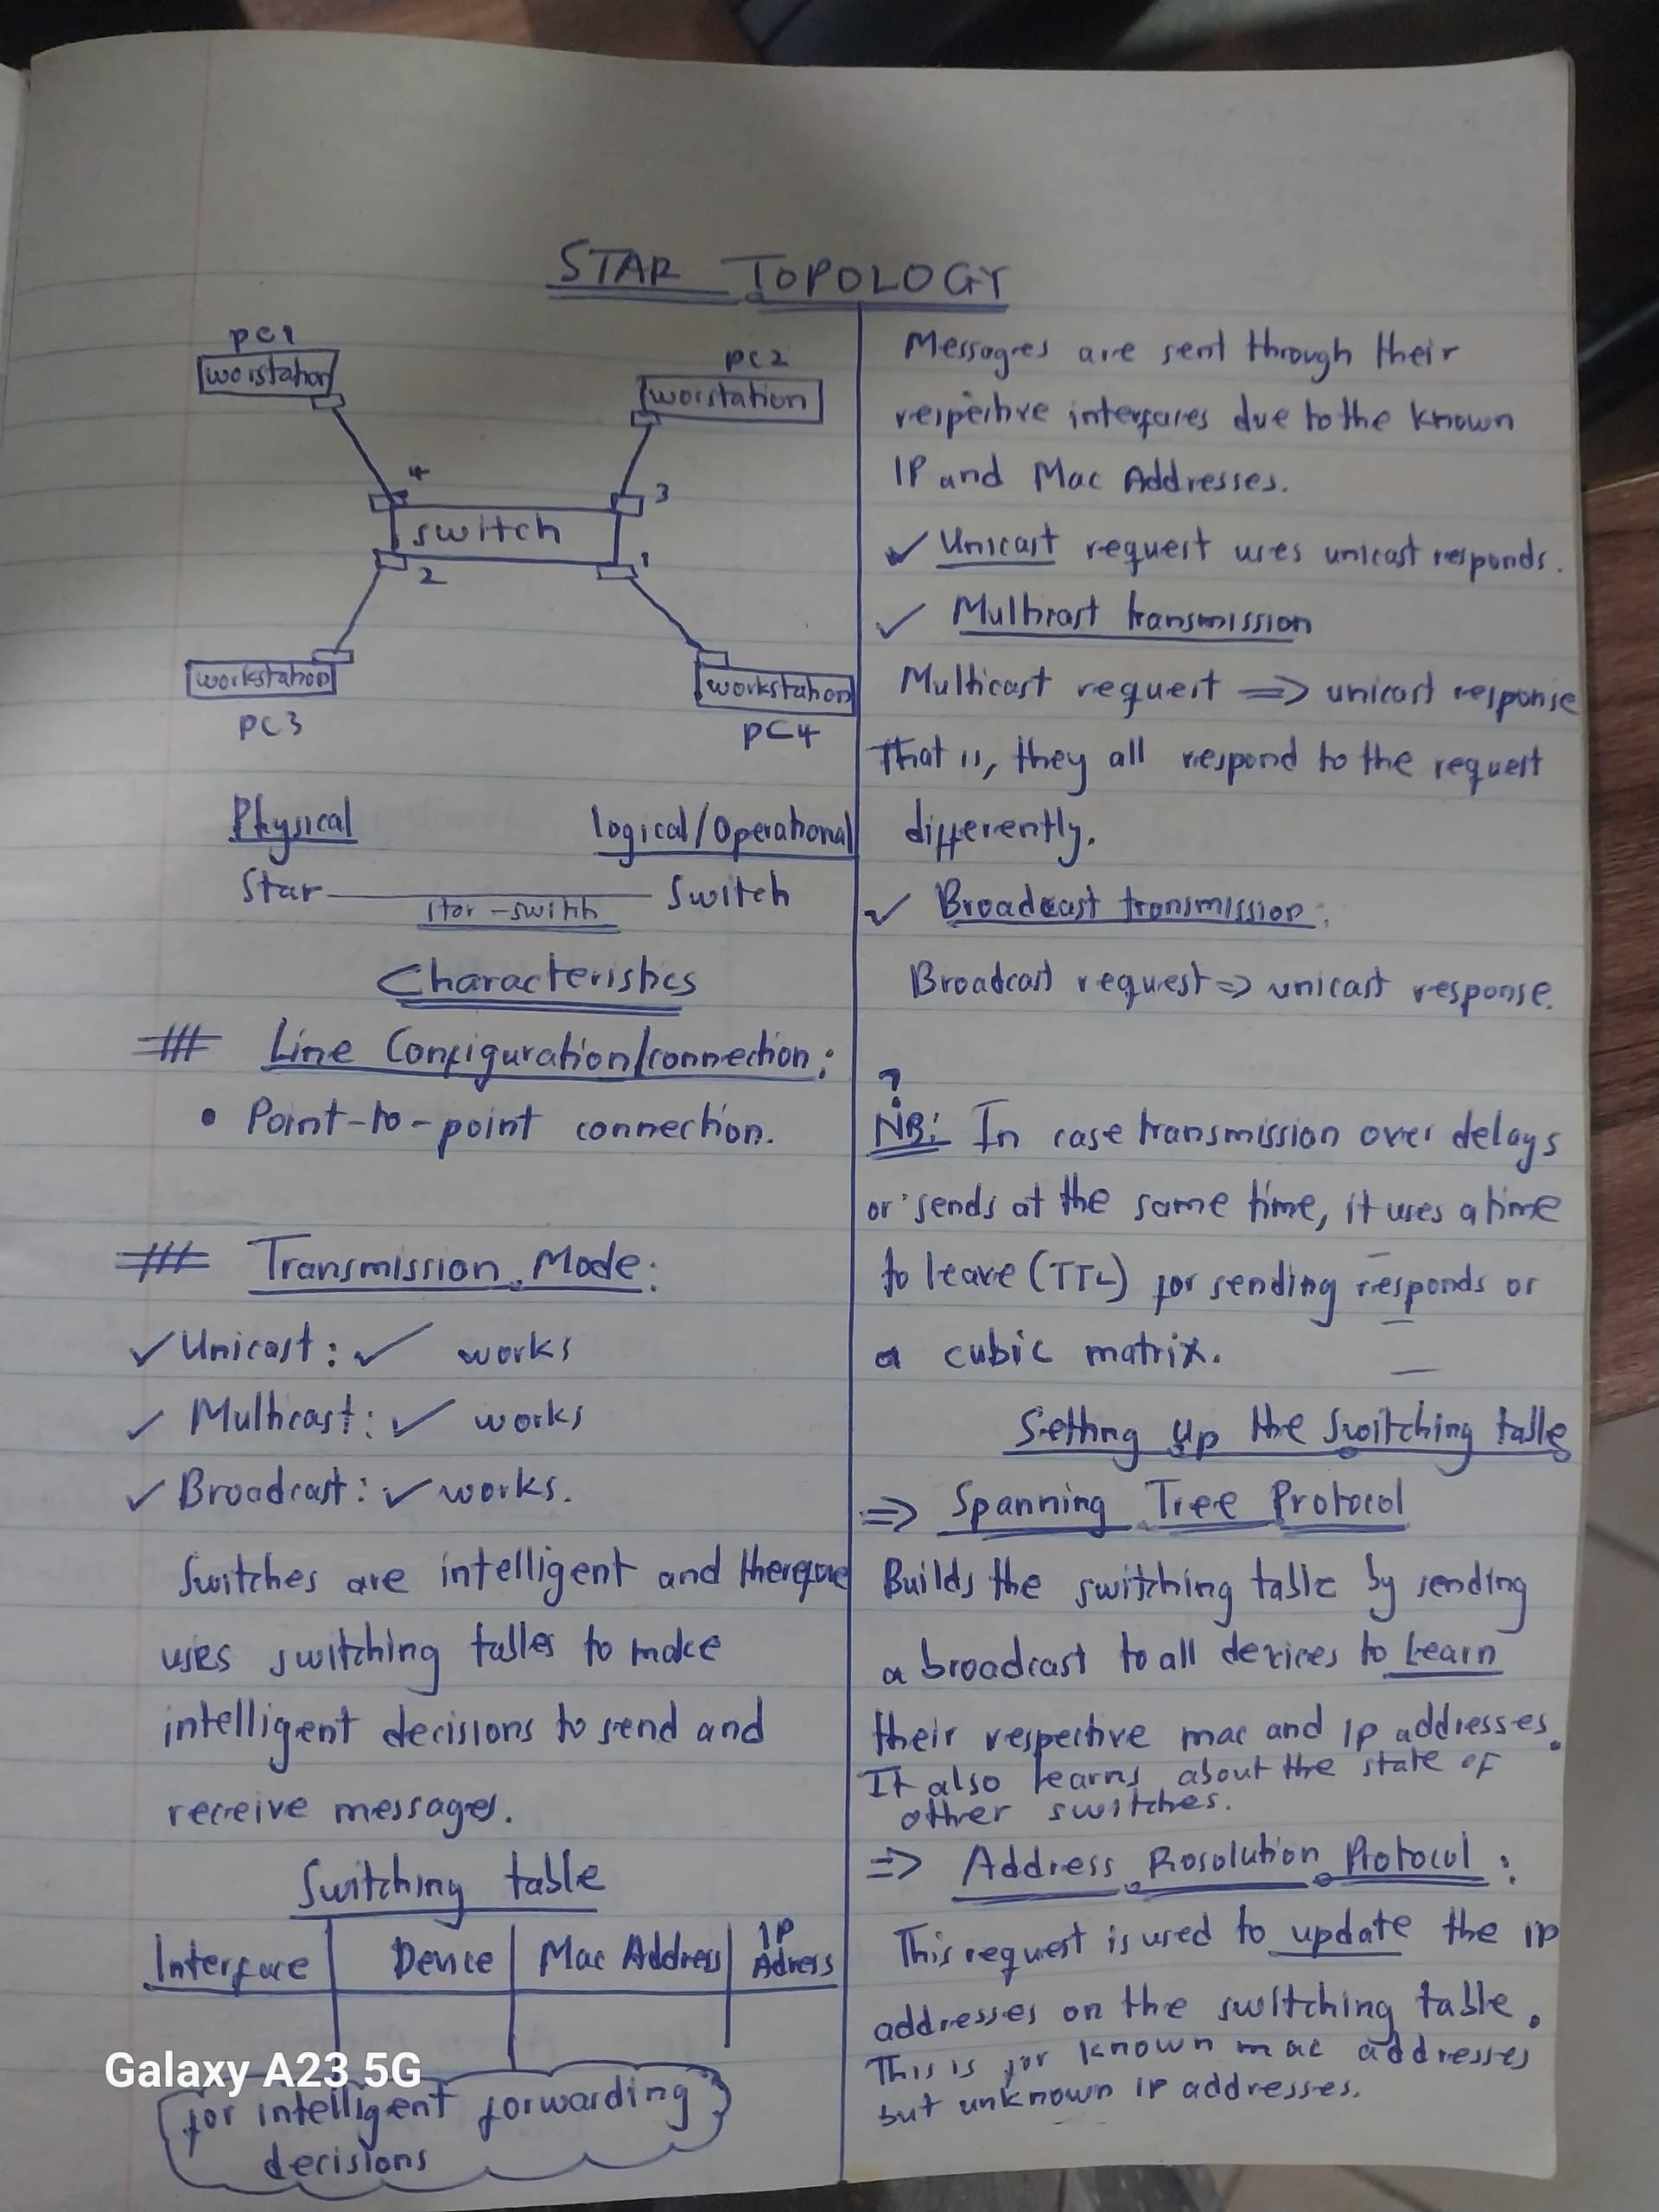 STAR TOPOLOGY
PC1
worstation
PC2
worstation
4
3
switch
2
1
workstation
PC3
workstation
PC4
Physical logical/Operational
Star Switch
star-switch
Characteristics
Line Configuration/connection:
• Point-to-point connection.
Transmission Mode:
✓ Unicast: ✓ works
✓ Multicast: ✓ works
✓ Broadcast: ✓ works.
Switches are intelligent and therefore
uses switching tables to make
intelligent decisions to send and
receive messages.
Switching table
Interface Device Mac Address IP Adress
for intelligent forwarding
decisions
Messages are sent through their
respective interfaces due to the known
IP and Mac Addresses.
✓ Unicast request uses unicast responds.
✓ Multicast transmission
Multicast request => unicast response
That is, they all respond to the request
differently.
✓ Broadcast transmission:
Broadcast request => unicast response.
?
NB: In case transmission over delays
or sends at the same time, it uses a time
to leave (TTL) for sending responds or
a cubic matrix.
Setting up the Switching table
=> Spanning Tree Protocol
Builds the switching table by sending
a broadcast to all devices to learn
their respective mac and ip addresses.
It also learns about the state of
other switches.
=> Address Rosolution Protocol:
This request is used to update the ip
addresses on the switching table.
This is for known mac addresses
but unknown ip addresses.
Galaxy A23 5G